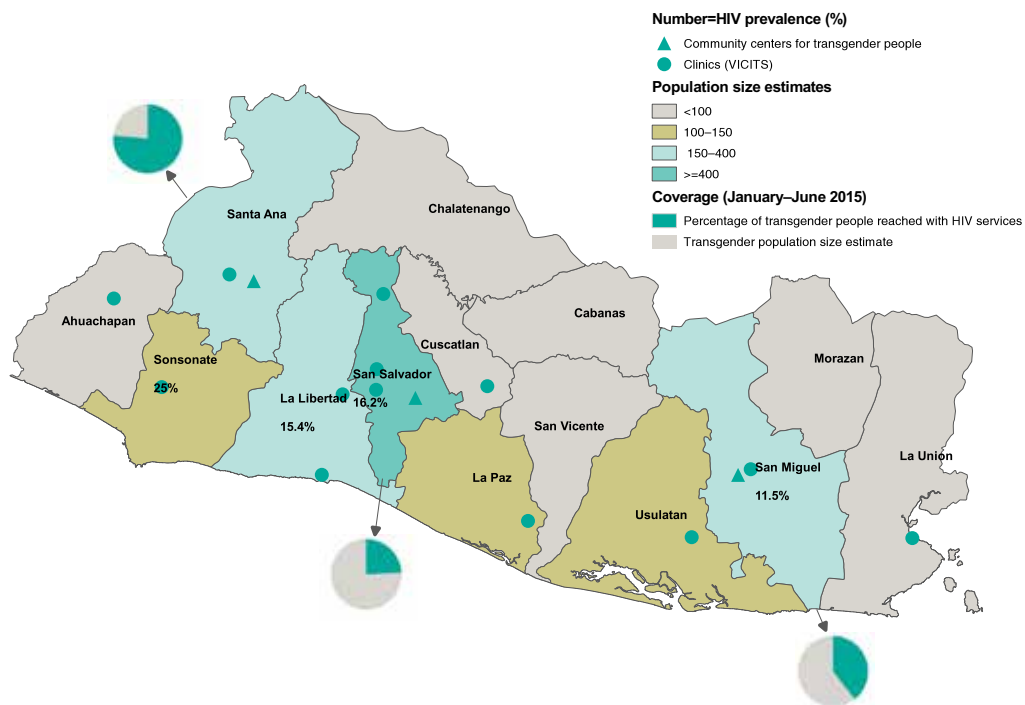 Number=HIV prevalence (%)
Community centers for transgender people
Clinics (VICITS)
Population size estimates
<100
100–150
150–400
>=400
Coverage (January–June 2015)
Percentage of transgender people reached with HIV services
Transgender population size estimate
Santa Ana
Chalatenango
Ahuachapan
Cabanas
Sonsonate
25%
Cuscatlan
Morazan
San Salvador
16.2%
La Libertad
15.4%
San Vicente
La Union
San Miguel
11.5%
La Paz
Usulatan